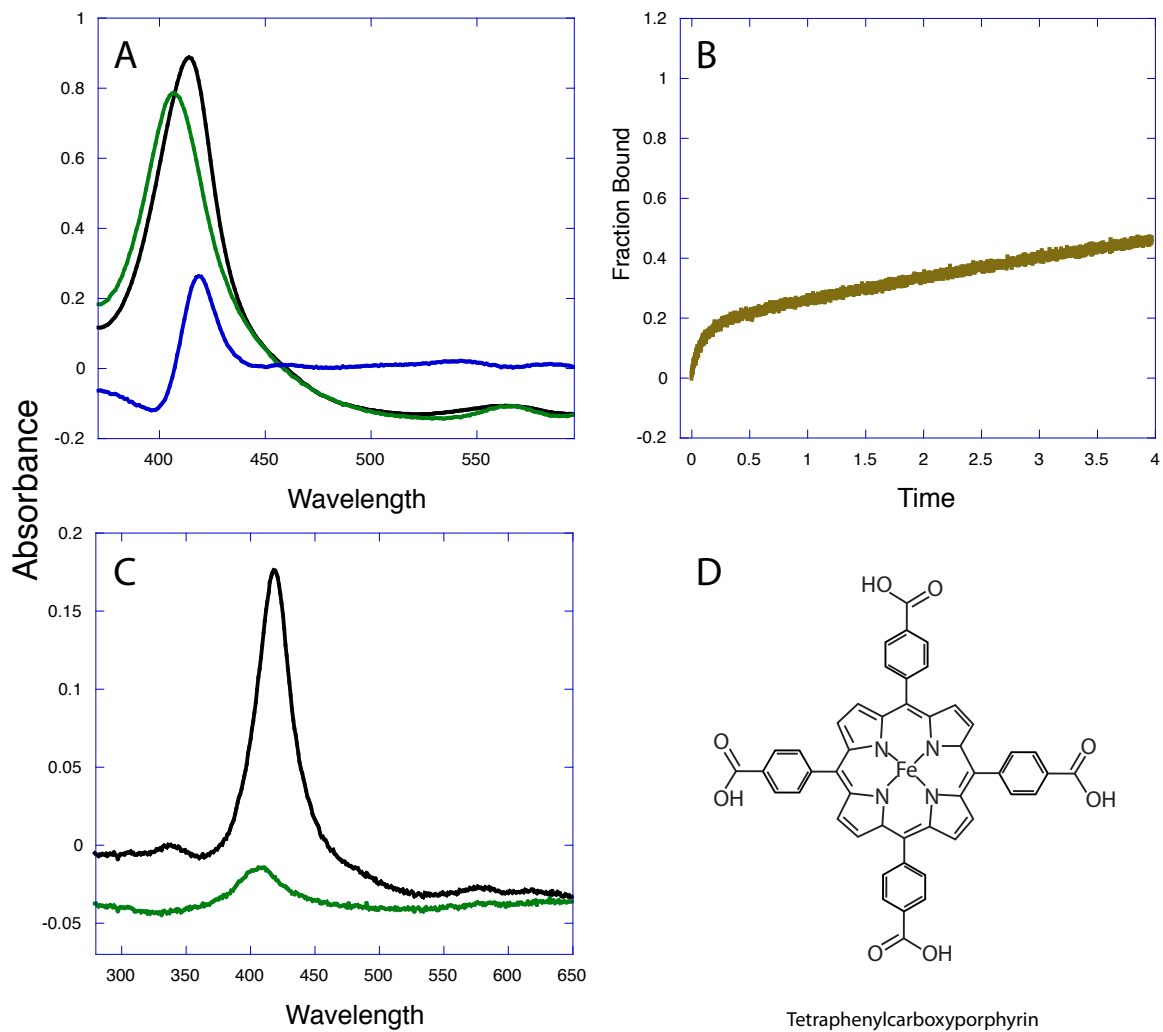 A
1
0.8
0.6
0.4
0.2
0
-0.2
400
450
500
550
Wavelength
B
Fraction Bound
1.2
1
0.8
0.6
0.4
0.2
0
-0.2
0
0.5
1
1.5
2
2.5
3
3.5
4
Time
Absorbance
C
0.2
0.15
0.1
0.05
0
-0.05
300
350
400
450
500
550
600
650
Wavelength
D
HO
O
O
OH
N
N
Fe
N
N
O
OH
O
OH
Tetraphenylcarboxyporphyrin